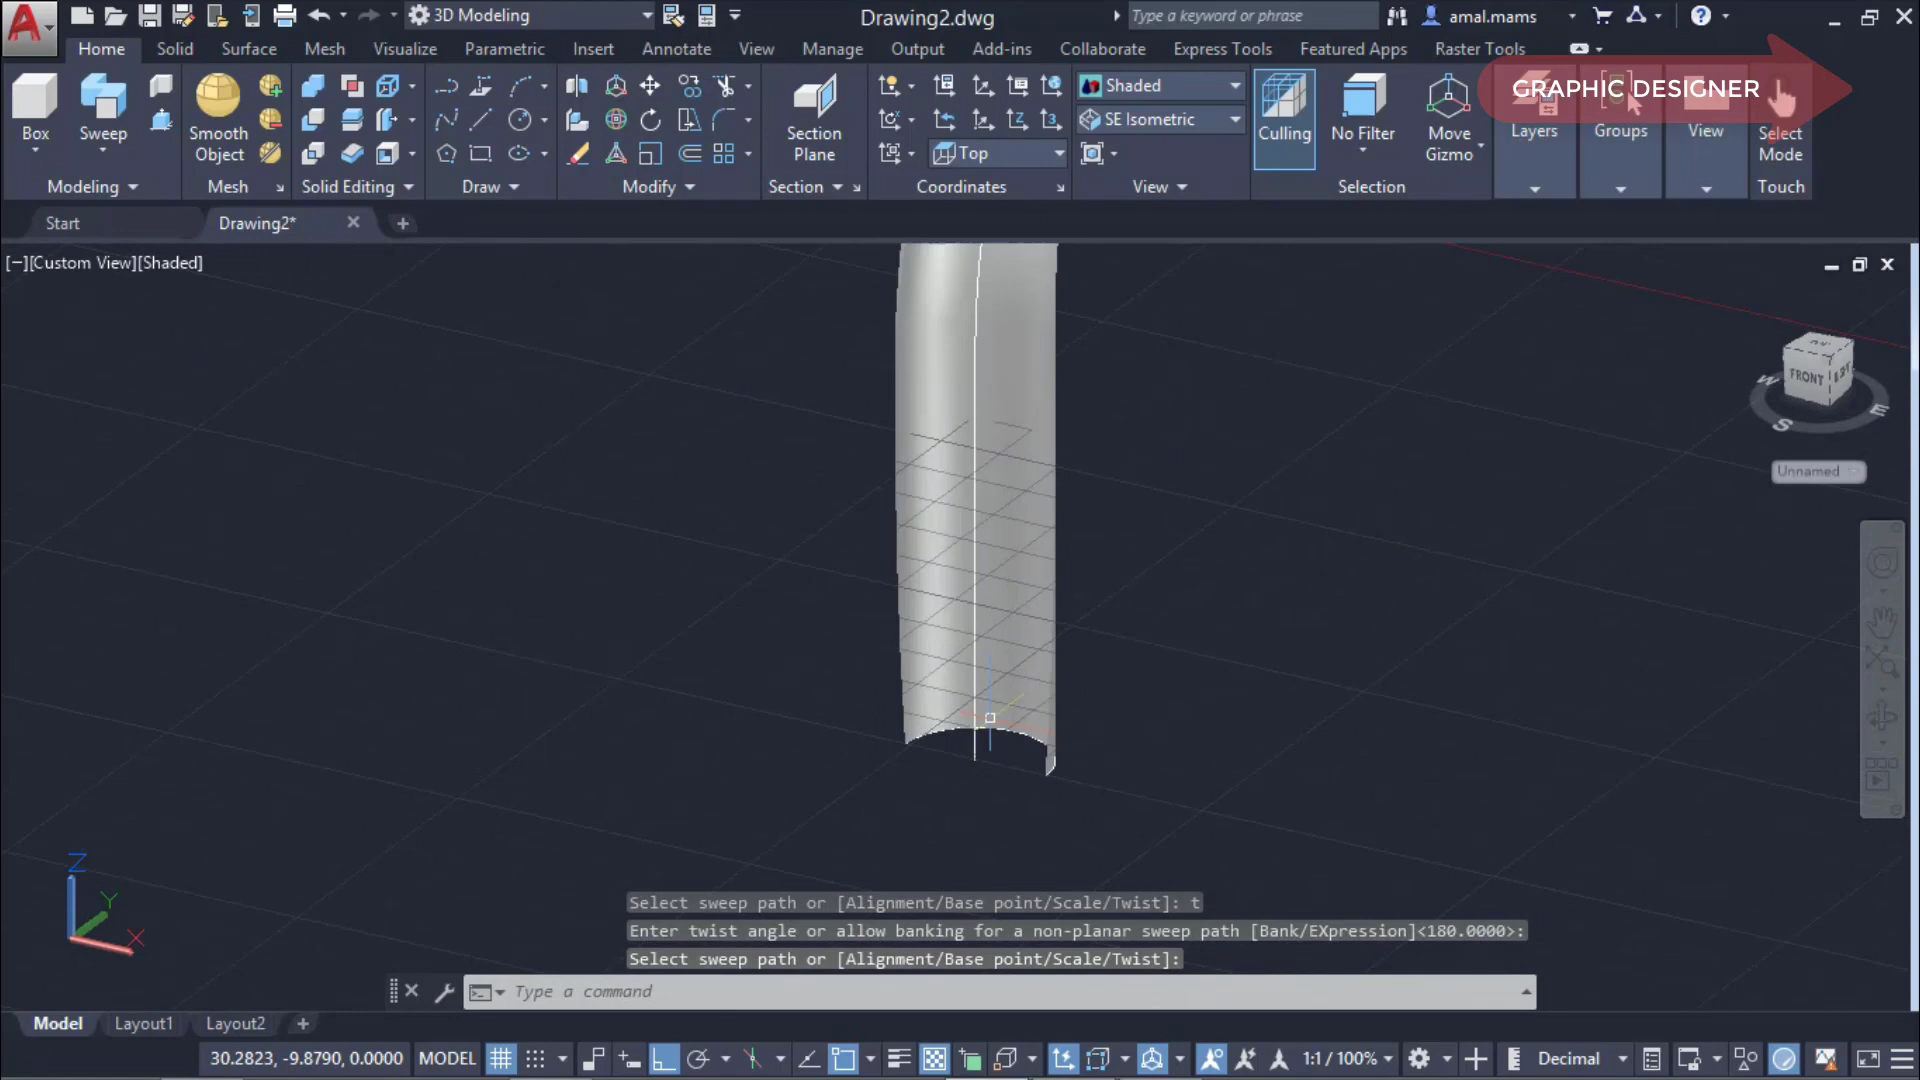 3D Modeling
Drawing2.dwg
Type a keyword or phrase
amal.mams
Home
Solid
Surface
Mesh
Visualize
Parametric
Insert
Annotate
View
Manage
Output
Add-ins
Collaborate
Express Tools
Featured Apps
Raster Tools
GRAPHIC DESIGNER
Box
Sweep
Smooth
Object
Section
Plane
Shaded
SE Isometric
Top
Culling
No Filter
Move
Gizmo
Layers
Groups
View
Select
Mode
Modeling
Mesh
Solid Editing
Draw
Modify
Section
Coordinates
View
Selection
Touch
Start
Drawing2*
[−][Custom View][Shaded]
FRONT
W
S
E
Unnamed
Z
Y
X
Select sweep path or [Alignment/Base point/Scale/Twist]: t
Enter twist angle or allow banking for a non-planar sweep path [Bank/EXpression]<180.0000>:
Select sweep path or [Alignment/Base point/Scale/Twist]:
Type a command
Model
Layout1
Layout2
30.2823, -9.8790, 0.0000
MODEL
1:1 / 100%
Decimal